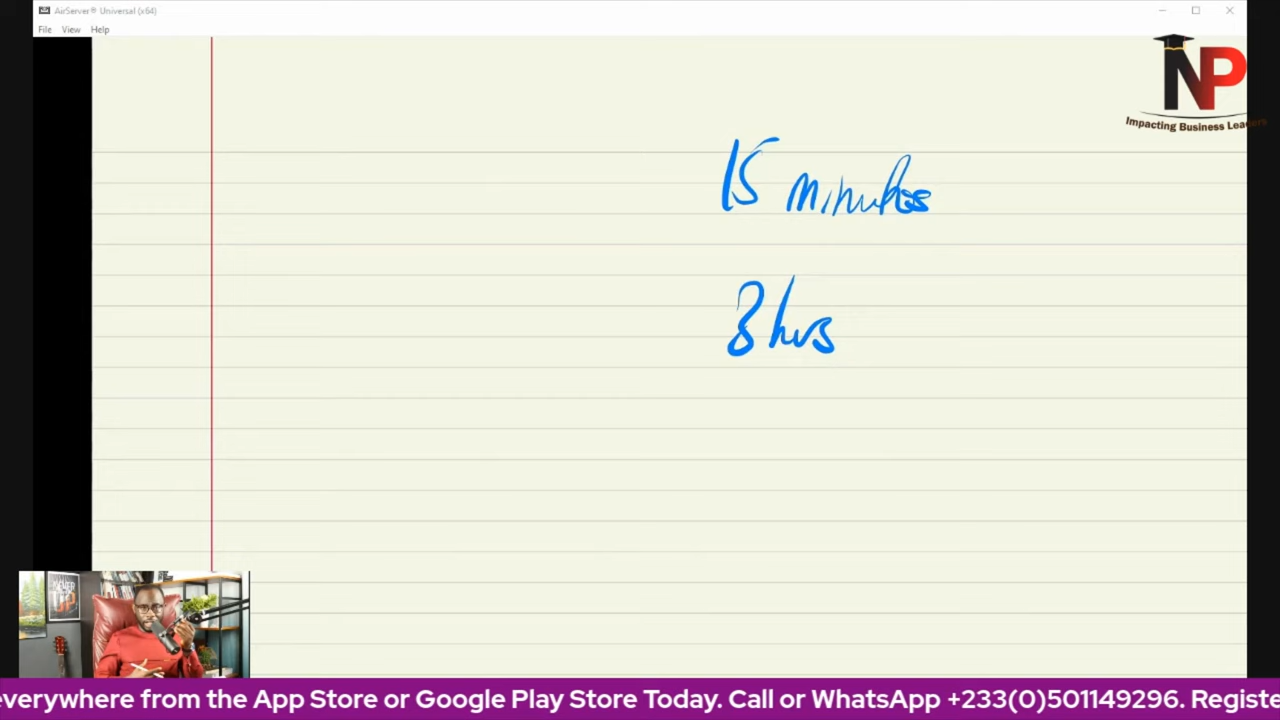 AirServer® Universal (x64)
File View Help
NP
Impacting Business Leaders
15 minutes
8 hrs
everywhere from the App Store or Google Play Store Today. Call or WhatsApp +233(0)501149296. Registe